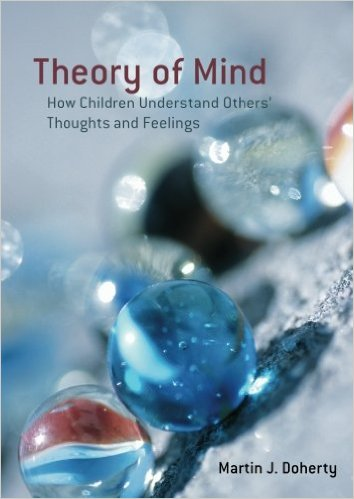 Theory of Mind
How Children Understand Others'
Thoughts and Feelings
Martin J. Doherty